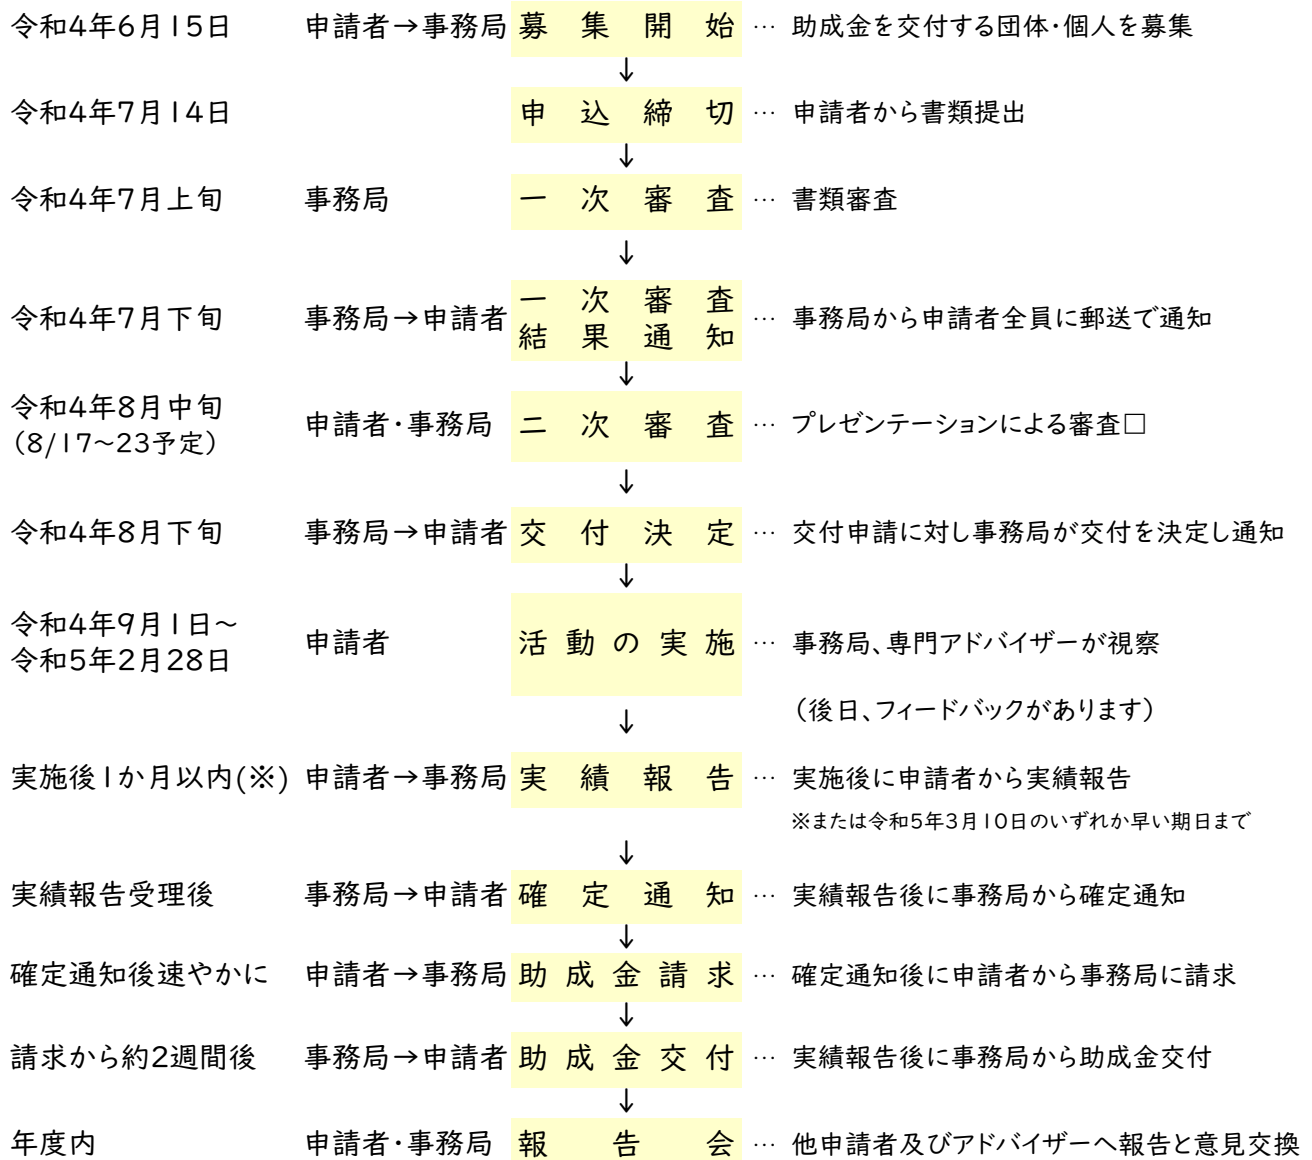 令和4年6月15日 申請者→事務局 募集開始 … 助成金を交付する団体・個人を募集
↓
令和4年7月14日 申込締切 … 申請者から書類提出
↓
令和4年7月上旬 事務局 一次審査 … 書類審査
↓
令和4年7月下旬 事務局→申請者 一次審査結果通知 … 事務局から申請者全員に郵送で通知
↓
令和4年8月中旬
(8/17~23予定) 申請者・事務局 二次審査 … プレゼンテーションによる審査□
↓
令和4年8月下旬 事務局→申請者 交付決定 … 交付申請に対し事務局が交付を決定し通知
↓
令和4年9月1日~
令和5年2月28日 申請者 活動の実施 … 事務局、専門アドバイザーが視察
(後日、フィードバックがあります)
↓
実施後1か月以内(※) 申請者→事務局 実績報告 … 実施後に申請者から実績報告
※または令和5年3月10日のいずれか早い期日まで
↓
実績報告受理後 事務局→申請者 確定通知 … 実績報告後に事務局から確定通知
↓
確定通知後速やかに 申請者→事務局 助成金請求 … 確定通知後に申請者から事務局に請求
↓
請求から約2週間後 事務局→申請者 助成金交付 … 実績報告後に事務局から助成金交付
↓
年度内 申請者・事務局 報告会 … 他申請者及びアドバイザーへ報告と意見交換